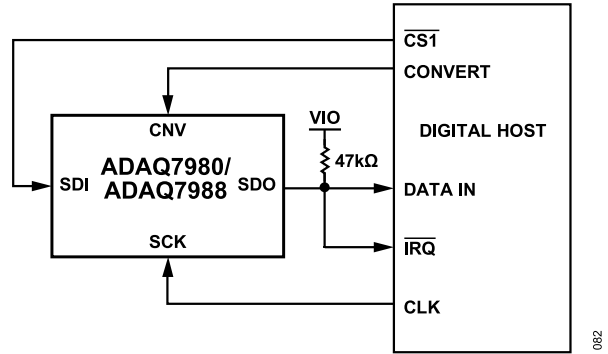 CS1
CONVERT
VIO
CNV
DIGITAL HOST
47kΩ
ADAQ7980/
ADAQ7988
SDI
SDO
DATA IN
SCK
IRQ
CLK
082